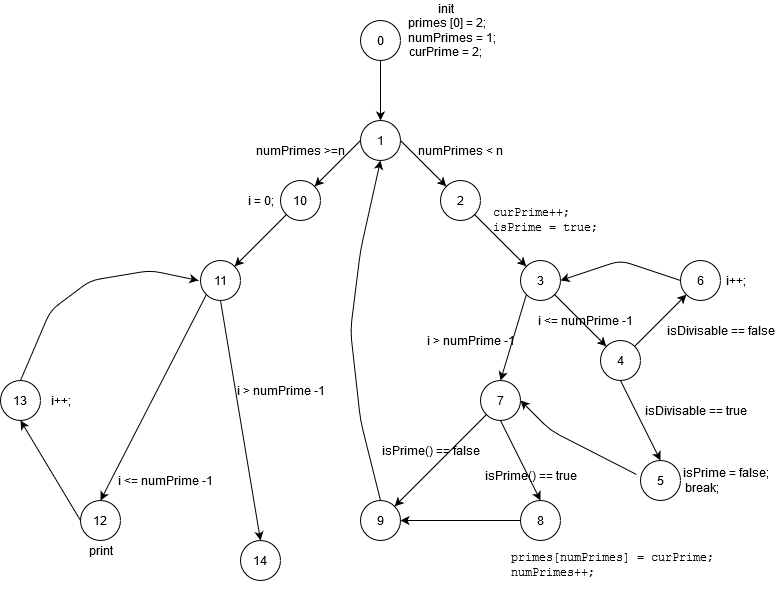 init
primes [0] = 2;
numPrimes = 1;
curPrime = 2;
0
1
numPrimes >=n
numPrimes < n
i = 0;
10
2
curPrime++;
isPrime = true;
11
3
6
i++;
i <= numPrime -1
isDivisable == false
i > numPrime -1
4
i > numPrime -1
13
i++;
7
isDivisable == true
isPrime() == false
isPrime() == true
5
isPrime = false;
break;
i <= numPrime -1
12
print
9
8
14
primes[numPrimes] = curPrime;
numPrimes++;